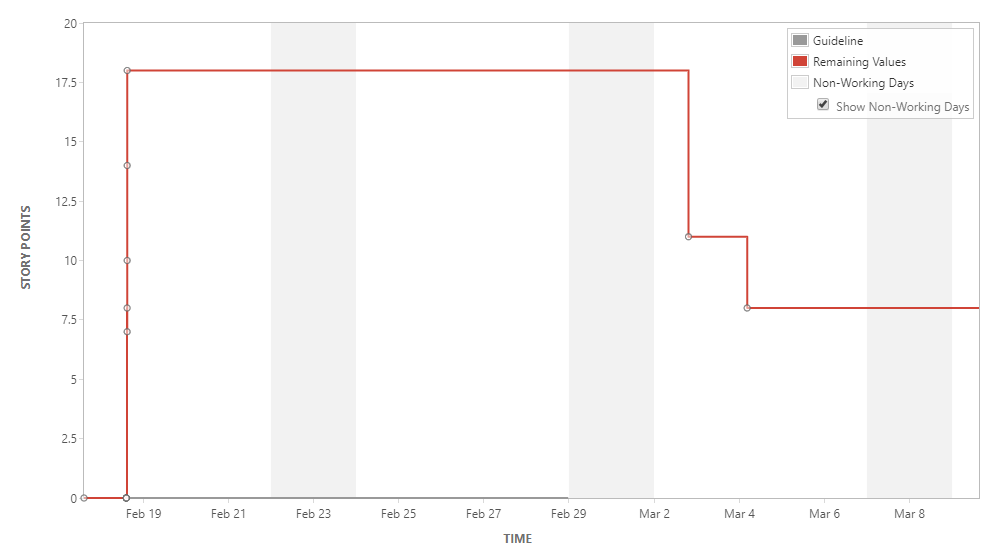 20
17.5
15
12.5
10
7.5
5
2.5
0
STORY POINTS
Guideline
Remaining Values
Non-Working Days
Show Non-Working Days
Feb 19 Feb 21 Feb 23 Feb 25 Feb 27 Feb 29 Mar 2 Mar 4 Mar 6 Mar 8
TIME